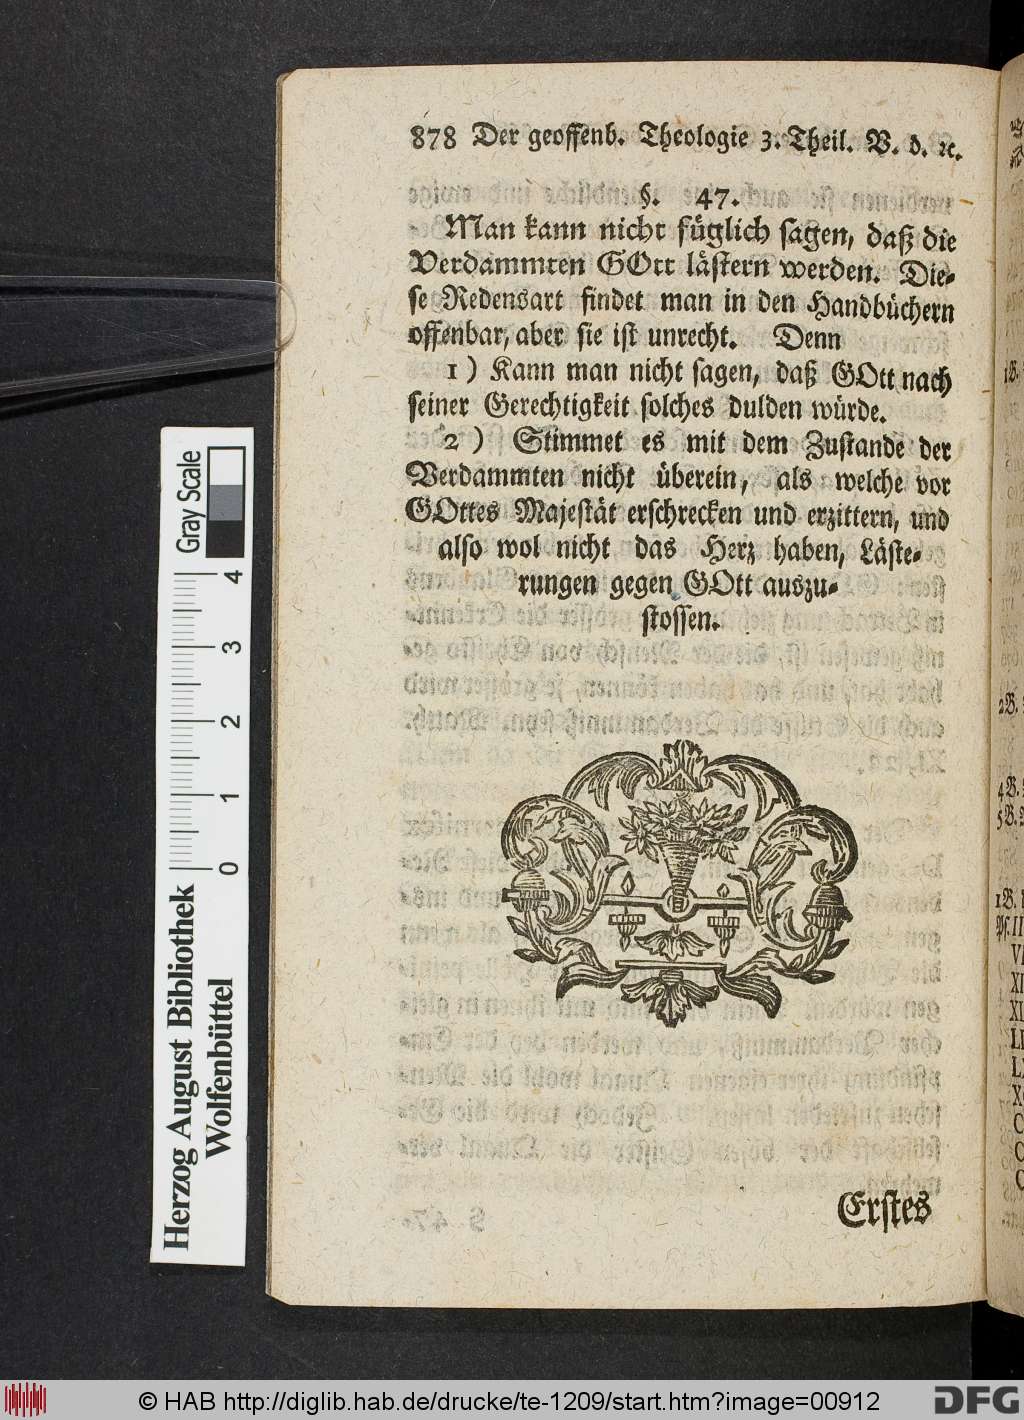 878 Der geoffenb. Theologie 3. Theil. V. d. ꝛc.
§. 47.
Man kann nicht füglich sagen, daß die
Verdammten GOtt lästern werden. Die-
se Redensart findet man in den Handbüchern
offenbar, aber sie ist unrecht. Denn
1) Kann man nicht sagen, daß GOtt nach
seiner Gerechtigkeit solches dulden würde.
2) Stimmet es mit dem Zustande der
Verdammten nicht überein, als welche vor
GOttes Majestät erschrecken und erzittern, und
also wol nicht das Herz haben, Läste-
rungen gegen GOtt auszu-
stossen.
Erstes
Herzog August Bibliothek
Wolfenbüttel
0 1 2 3 4
Gray Scale
© HAB http://diglib.hab.de/drucke/te-1209/start.htm?image=00912
DFG